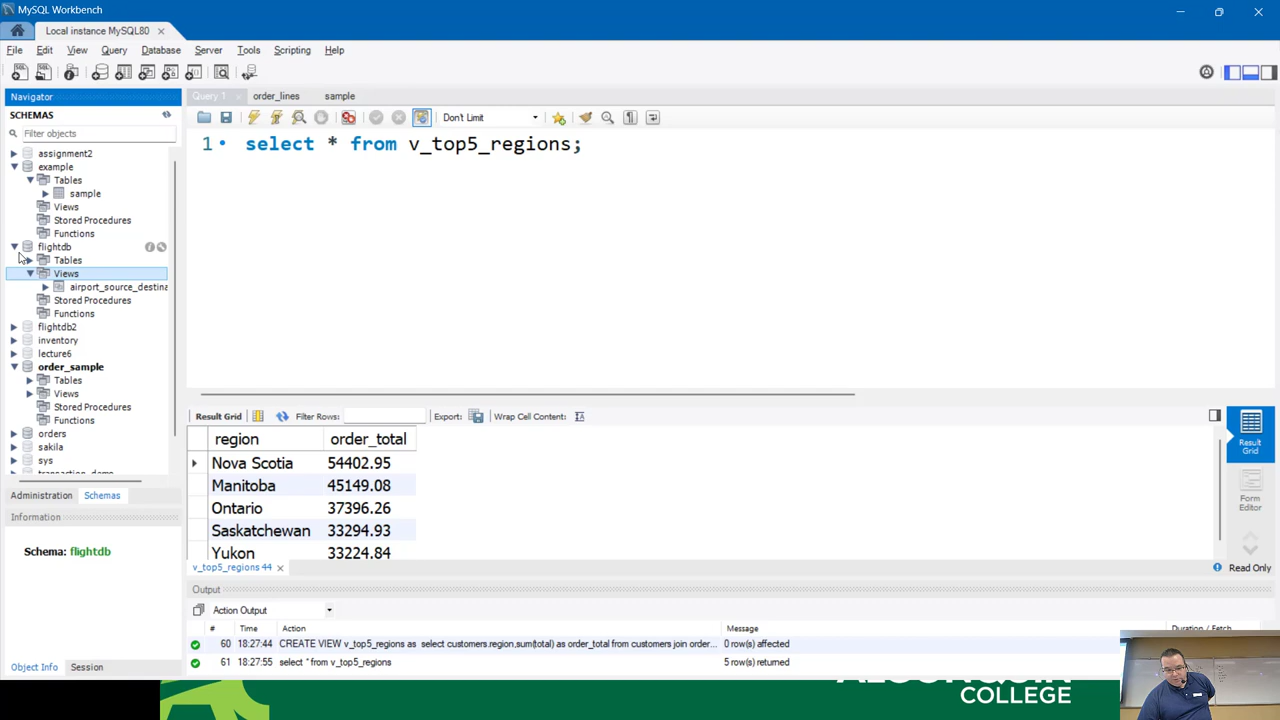 MySQL Workbench
Local instance MySQL80
File Edit View Query Database Server Tools Scripting Help
Navigator
SCHEMAS
Filter objects
assignment2
example
Tables
sample
Views
Stored Procedures
Functions
flightdb
Tables
Views
airport_source_destina
Stored Procedures
Functions
flightdb2
inventory
lecture6
order_sample
Tables
Views
Stored Procedures
Functions
orders
sakila
sys
transaction_demo
Administration Schemas
Information
Schema: flightdb
Object Info Session
Query 1 order_lines sample
Don't Limit
1 select * from v_top5_regions;
Result Grid Filter Rows: Export: Wrap Cell Content:
region order_total
Nova Scotia 54402.95
Manitoba 45149.08
Ontario 37396.26
Saskatchewan 33294.93
Yukon 33224.84
Result Grid
Form Editor
v_top5_regions 44
Read Only
Output
Action Output
# Time Action Message Duration / Fetch
60 18:27:44 CREATE VIEW v_top5_regions as select customers.region,sum(total) as order_total from customers join order... 0 row(s) affected
61 18:27:55 select * from v_top5_regions 5 row(s) returned
ALGONQUIN
COLLEGE